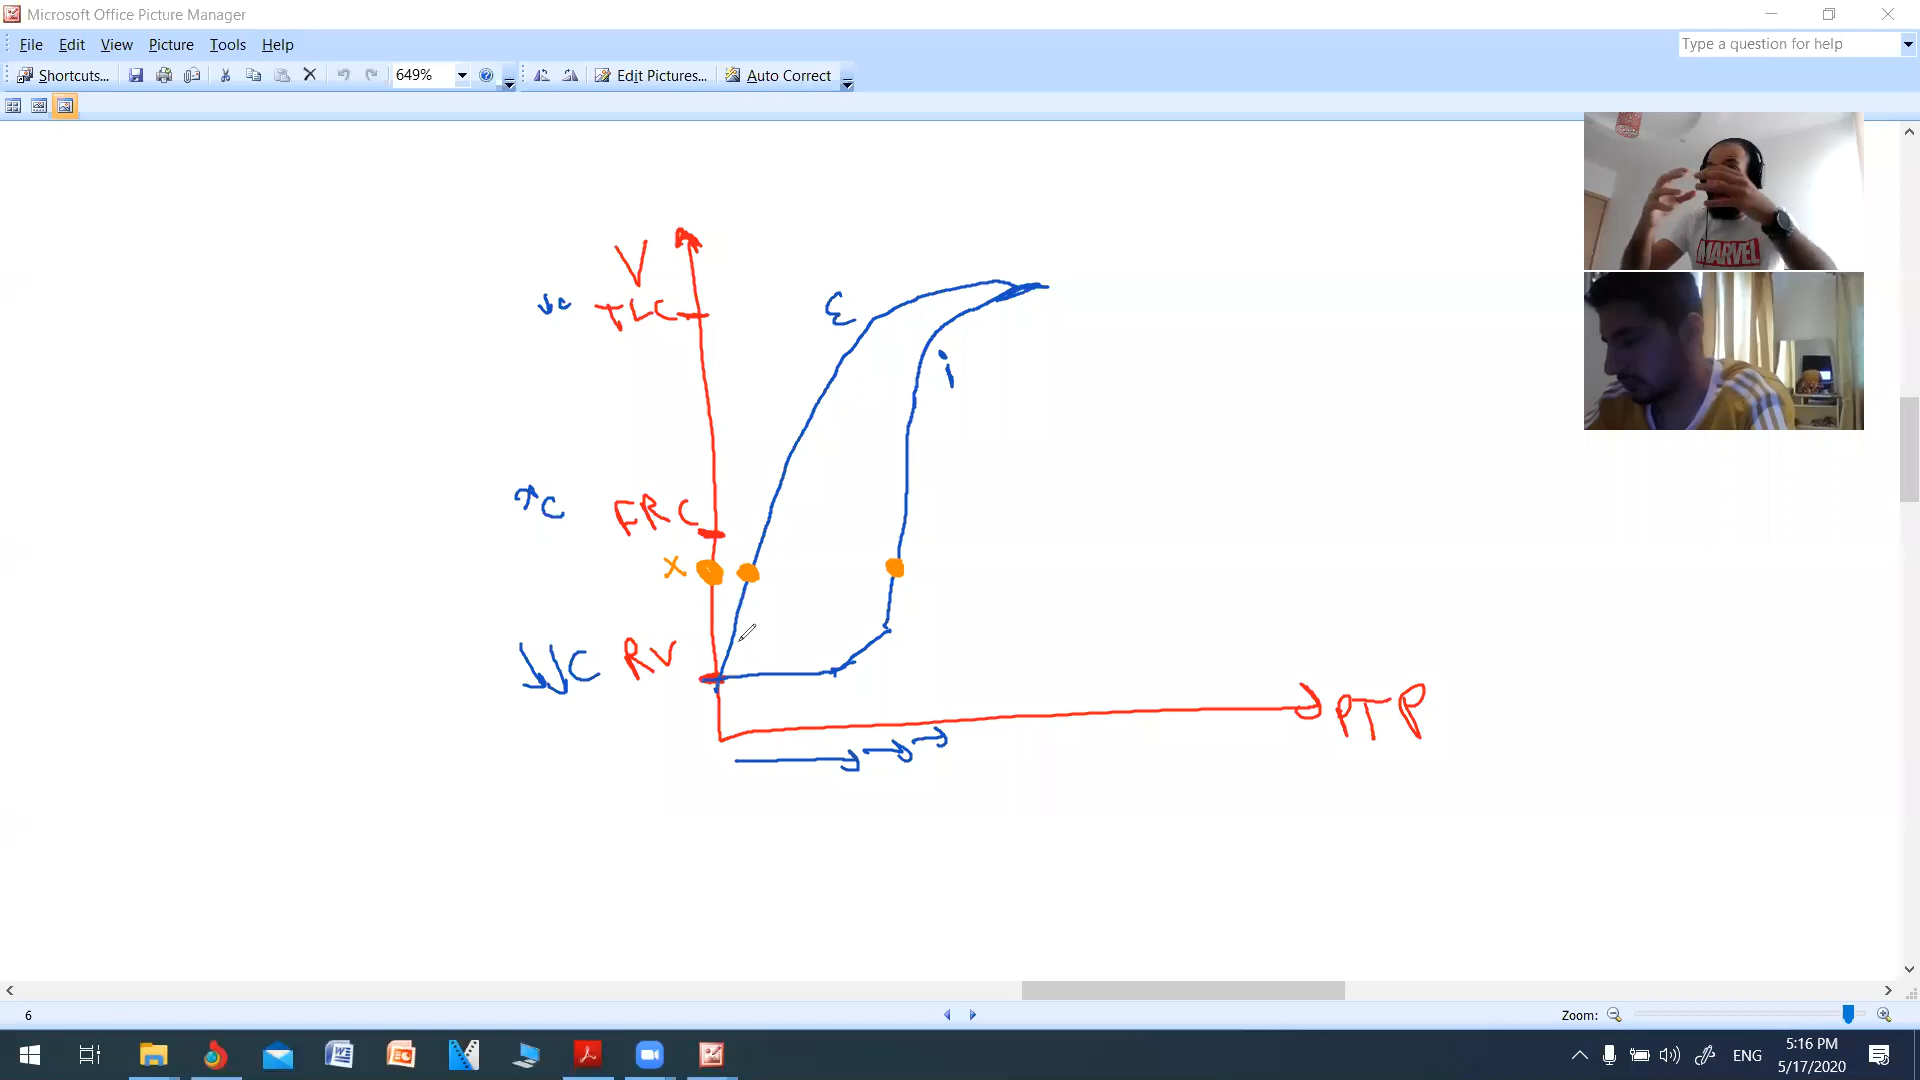 Microsoft Office Picture Manager
File Edit View Picture Tools Help
Type a question for help
Shortcuts... 649% Edit Pictures... Auto Correct
MARVEL
V
↓c TLC
ε
i
↑C FRC
X
↓↓C RV
PTP
6
Zoom:
ENG
5:16 PM
5/17/2020